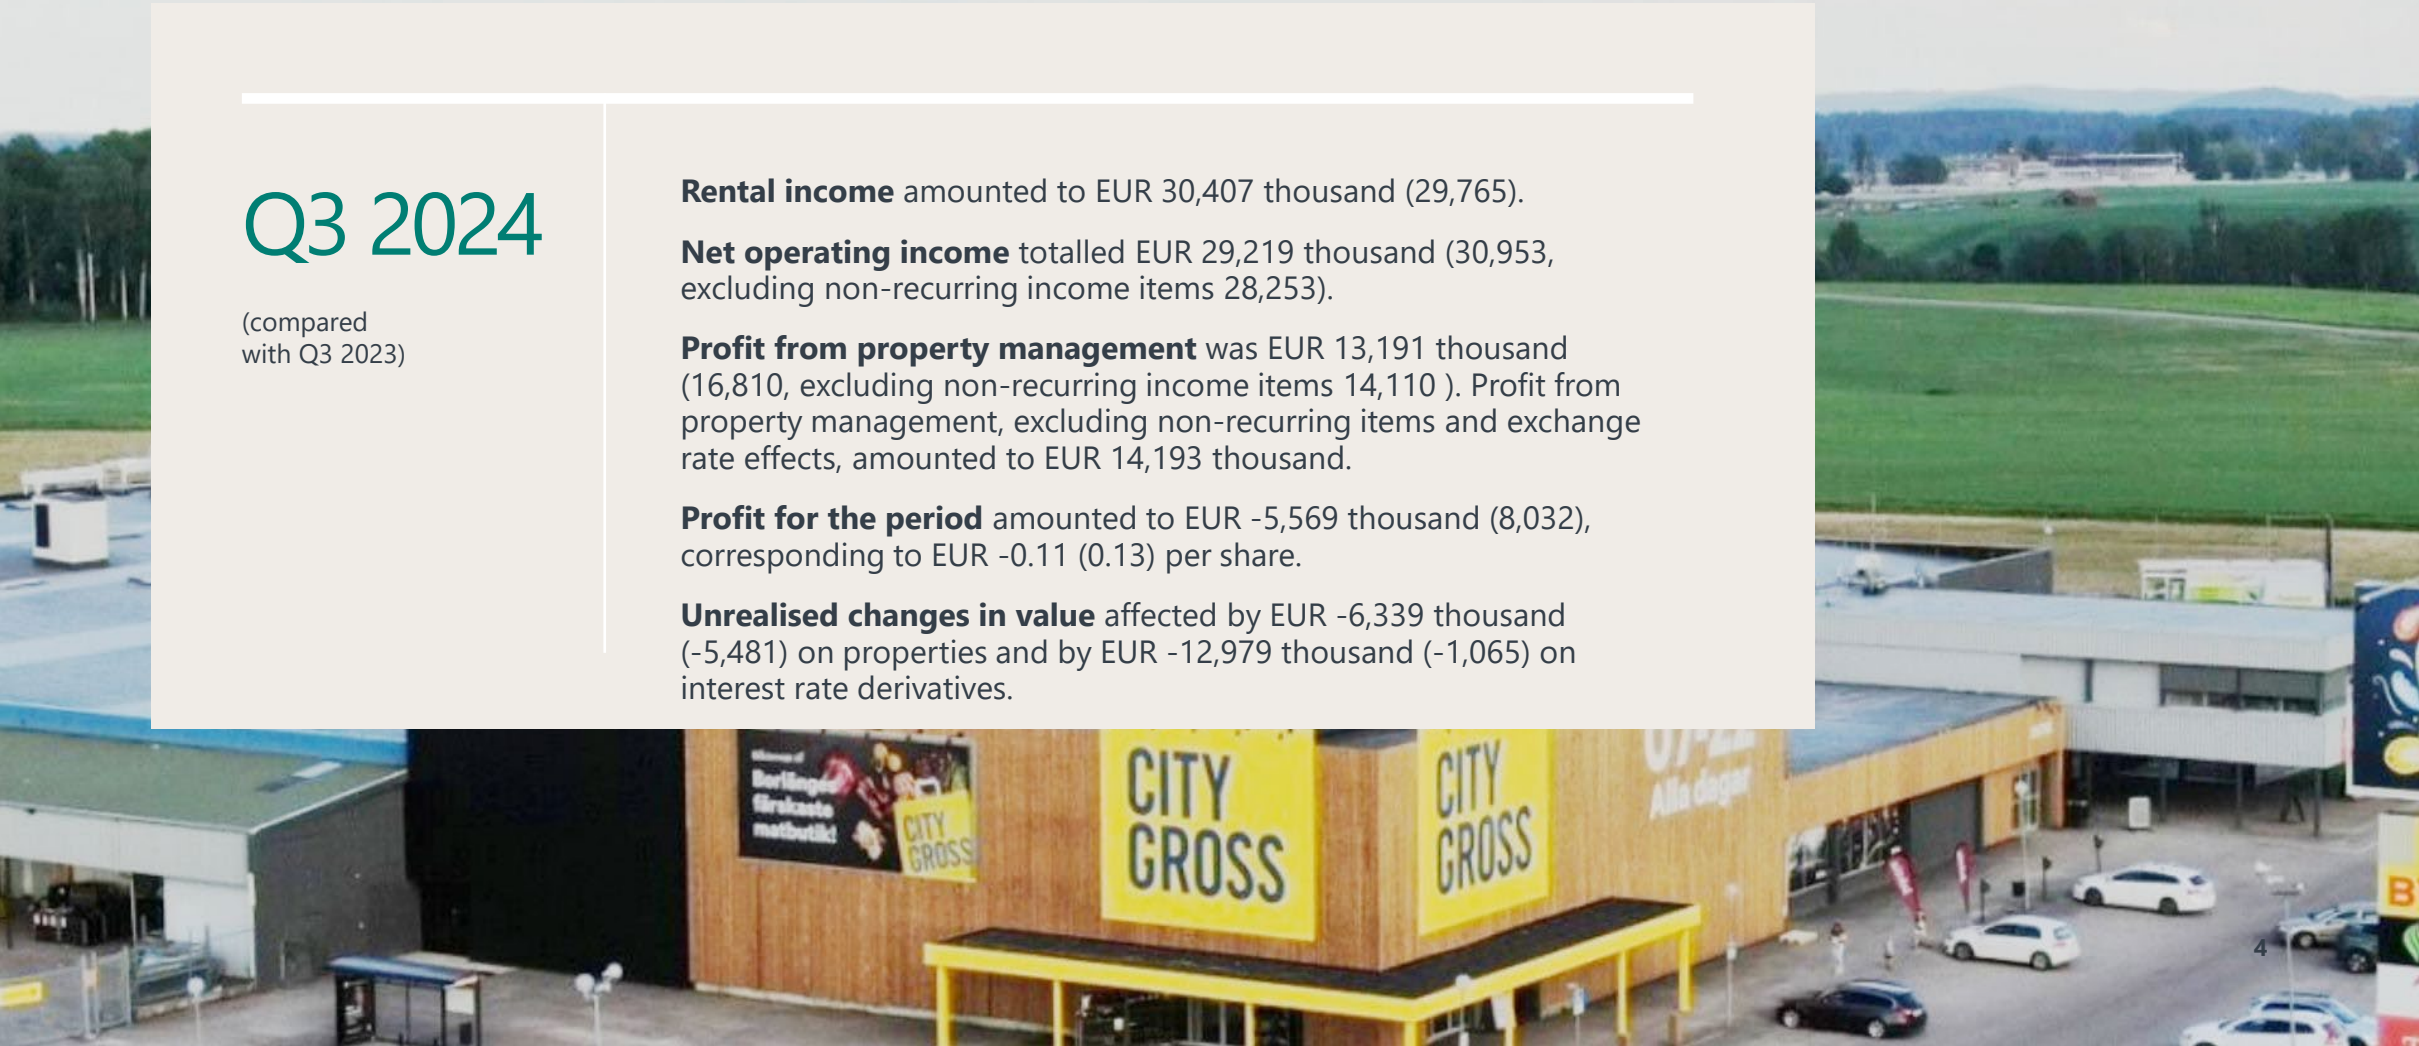 Q3 2024
(compared
with Q3 2023)
Rental income amounted to EUR 30,407 thousand (29,765).
Net operating income totalled EUR 29,219 thousand (30,953,
excluding non-recurring income items 28,253).
Profit from property management was EUR 13,191 thousand
(16,810, excluding non-recurring income items 14,110 ). Profit from
property management, excluding non-recurring items and exchange
rate effects, amounted to EUR 14,193 thousand.
Profit for the period amounted to EUR -5,569 thousand (8,032),
corresponding to EUR -0.11 (0.13) per share.
Unrealised changes in value affected by EUR -6,339 thousand
(-5,481) on properties and by EUR -12,979 thousand (-1,065) on
interest rate derivatives.
Borlänges
färskaste
matbutik!
CITY
GROSS
CITY
GROSS
CITY
GROSS
07-22
Alla dagar
4